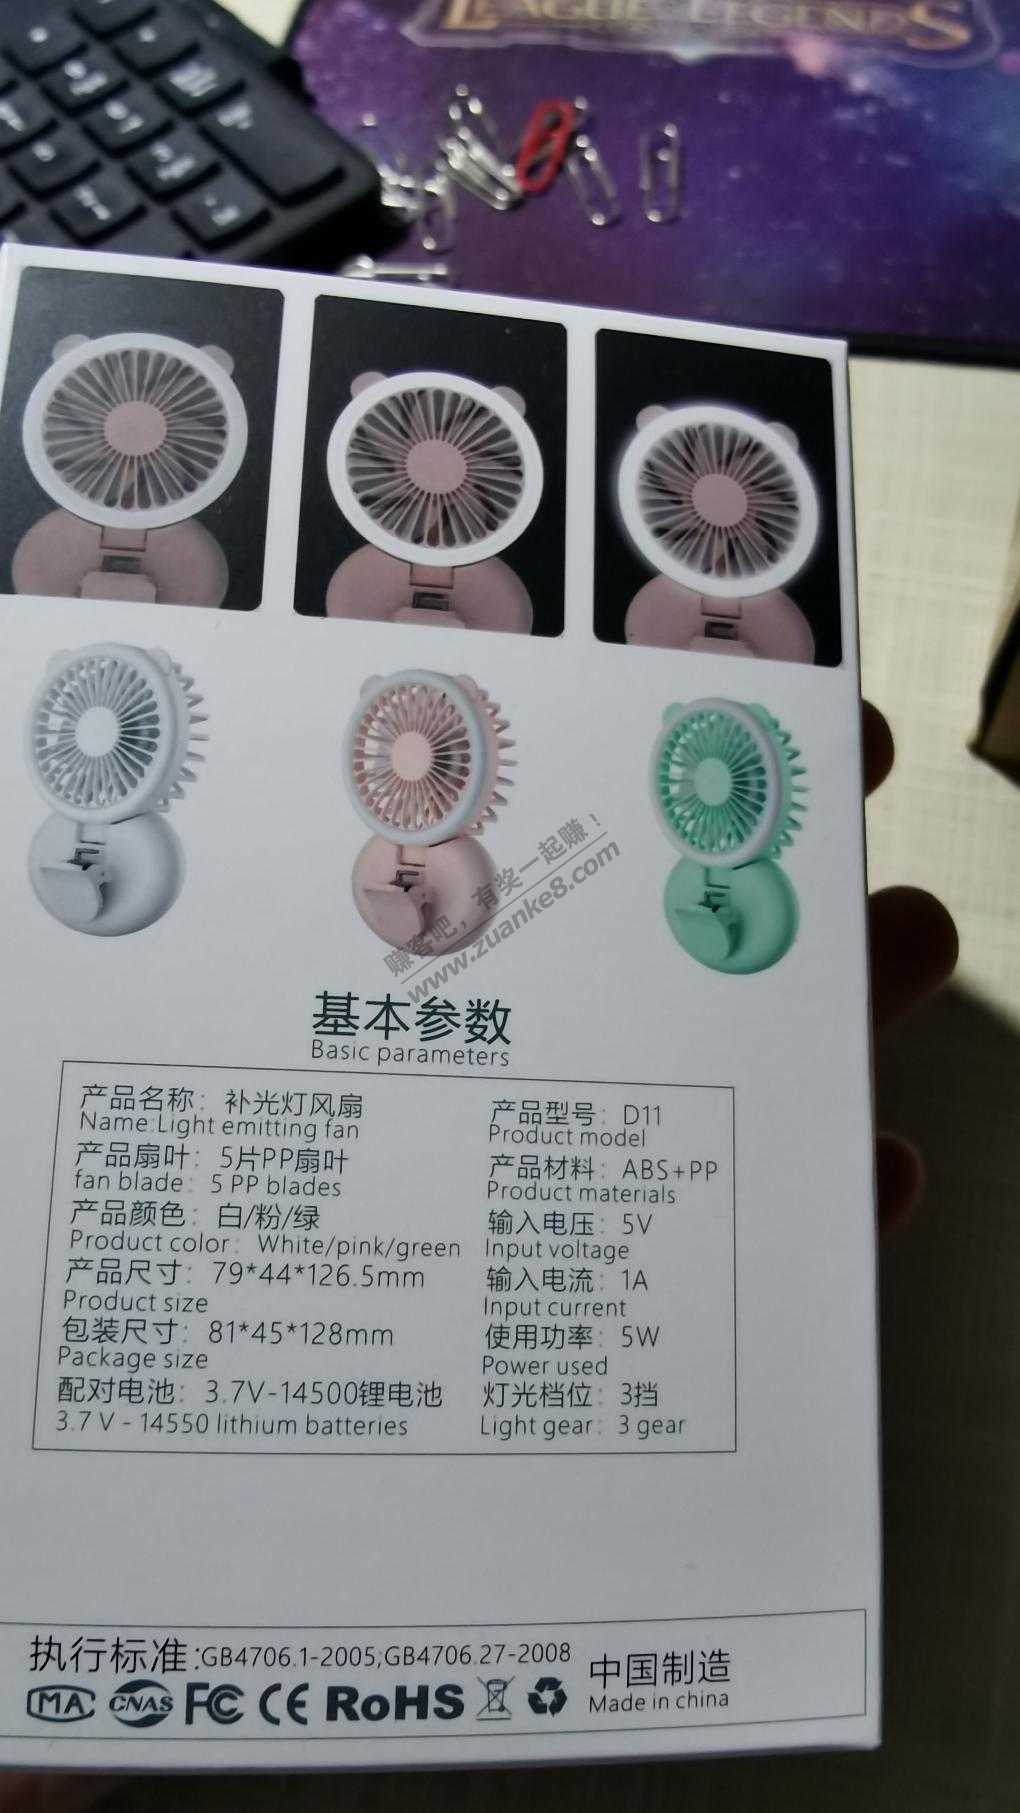 LEAGUE OF LEGENDS
赚客吧，有奖一起赚！
www.zuanke8.com
基本参数
Basic parameters
产品名称：补光灯风扇
Name:Light emitting fan
产品扇叶：5片PP扇叶
fan blade：5 PP blades
产品颜色：白/粉/绿
Product color：White/pink/green
产品尺寸：79*44*126.5mm
Product size
包装尺寸：81*45*128mm
Package size
配对电池：3.7V-14500锂电池
3.7 V - 14550 lithium batteries
产品型号：D11
Product model
产品材料：ABS+PP
Product materials
输入电压：5V
Input voltage
输入电流：1A
Input current
使用功率：5W
Power used
灯光档位：3挡
Light gear：3 gear
执行标准:GB4706.1-2005;GB4706.27-2008
MA CNAS FC CE RoHS
中国制造
Made in china